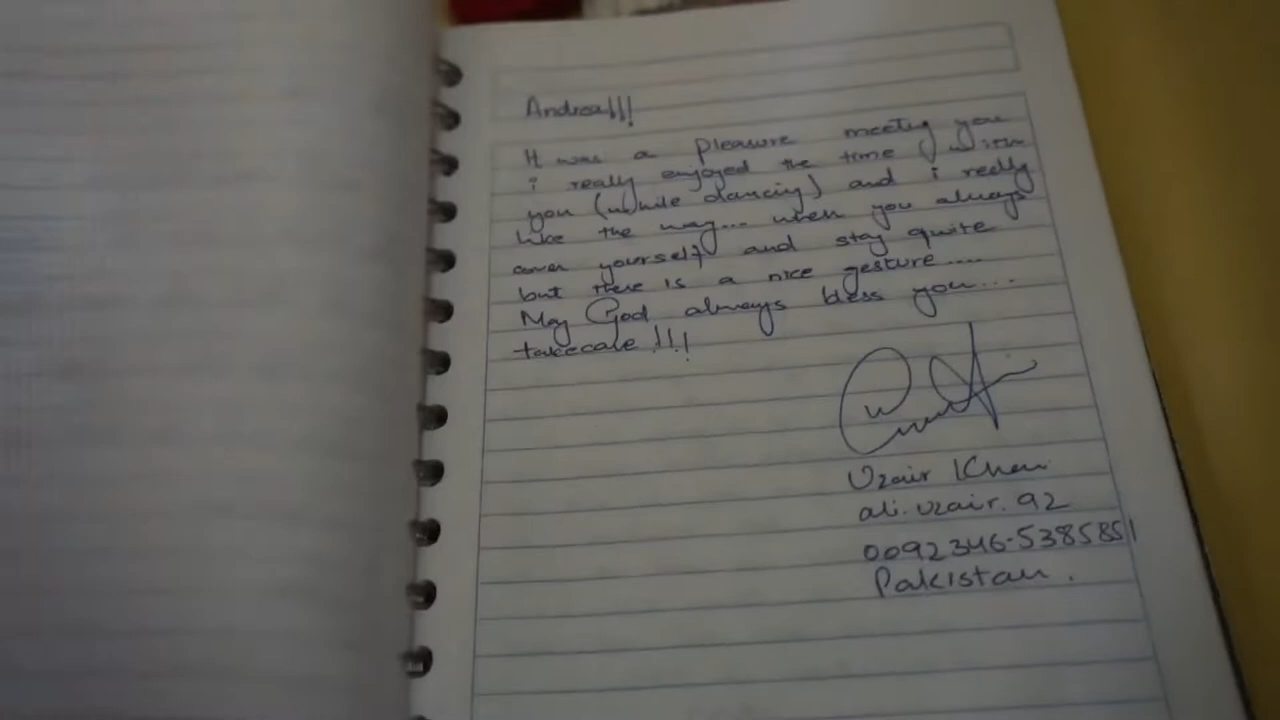 Andrea!!!
It was a pleasure meeting you
i really enjoyed the time with
you (while dancing) and i really
like the way... when you always
cover yourself and stay quite
but there is a nice gesture....
May God always bless you...
takecare !!!
Uzair Khan
ali.uzair.92
0092346-5385851
Pakistan.